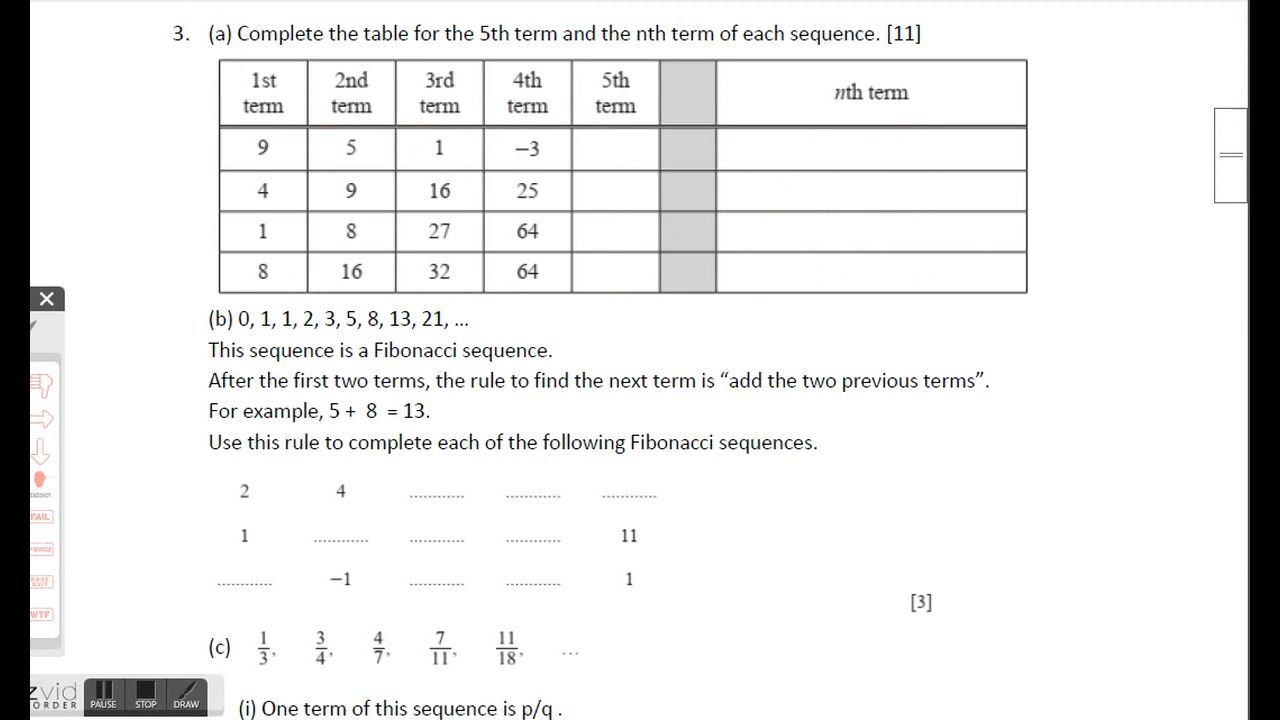 3. (a) Complete the table for the 5th term and the nth term of each sequence. [11]
1st term 2nd term 3rd term 4th term 5th term nth term
9 5 1 −3
4 9 16 25
1 8 27 64
8 16 32 64
(b) 0, 1, 1, 2, 3, 5, 8, 13, 21, ...
This sequence is a Fibonacci sequence.
After the first two terms, the rule to find the next term is “add the two previous terms”.
For example, 5 + 8 = 13.
Use this rule to complete each of the following Fibonacci sequences.
2 4 ............ ............ ............
1 ............ ............ ............ 11
............ −1 ............ ............ 1
[3]
(c) 1/3, 3/4, 4/7, 7/11, 11/18, ...
(i) One term of this sequence is p/q .
FAIL
WTF
zvid
ORDER
PAUSE STOP DRAW